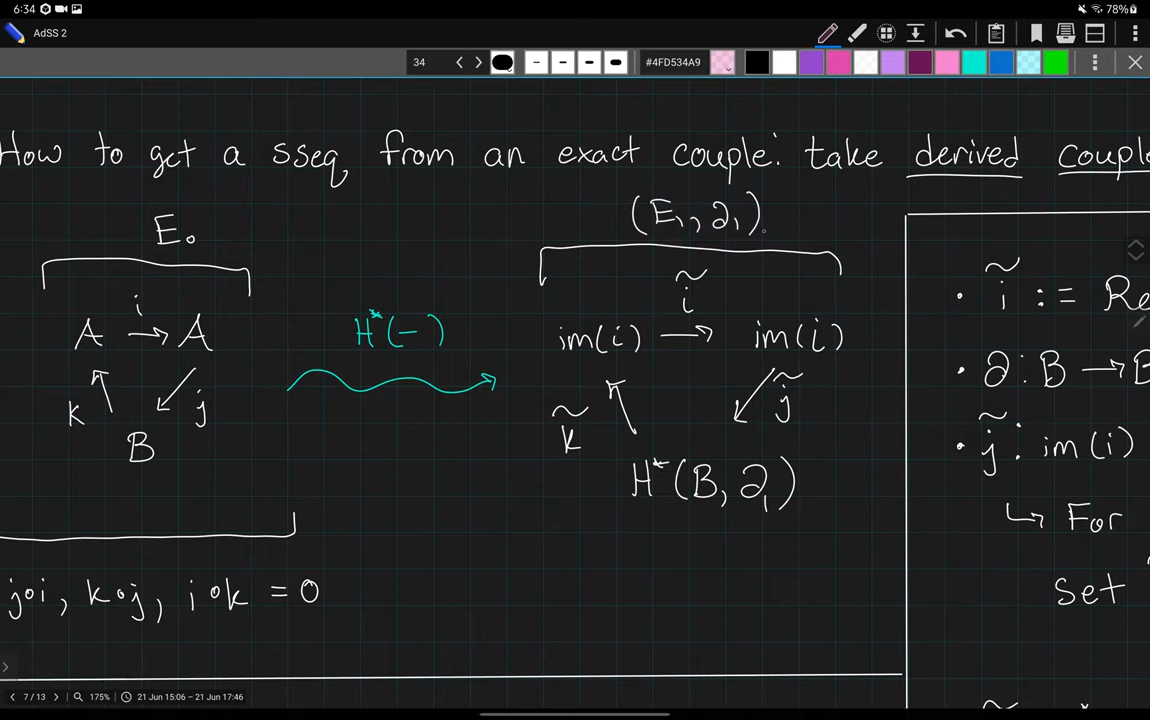 6:34
78%
AdSS 2
34
#4FD534A9
How to get a sseq from an exact couple: take derived couple
E₀
(E₁, ∂₁)
A →i A
H*(−)
im(i) →ĩ im(i)
k
j
k̃
j̃
B
H*(B, ∂₁)
j∘i, k∘j, i∘k = 0
• ĩ := Re
• ∂ : B → B
• j̃ : im(i)
↳ For
Set
7 / 13
175%
21 Jun 15:06 – 21 Jun 17:46